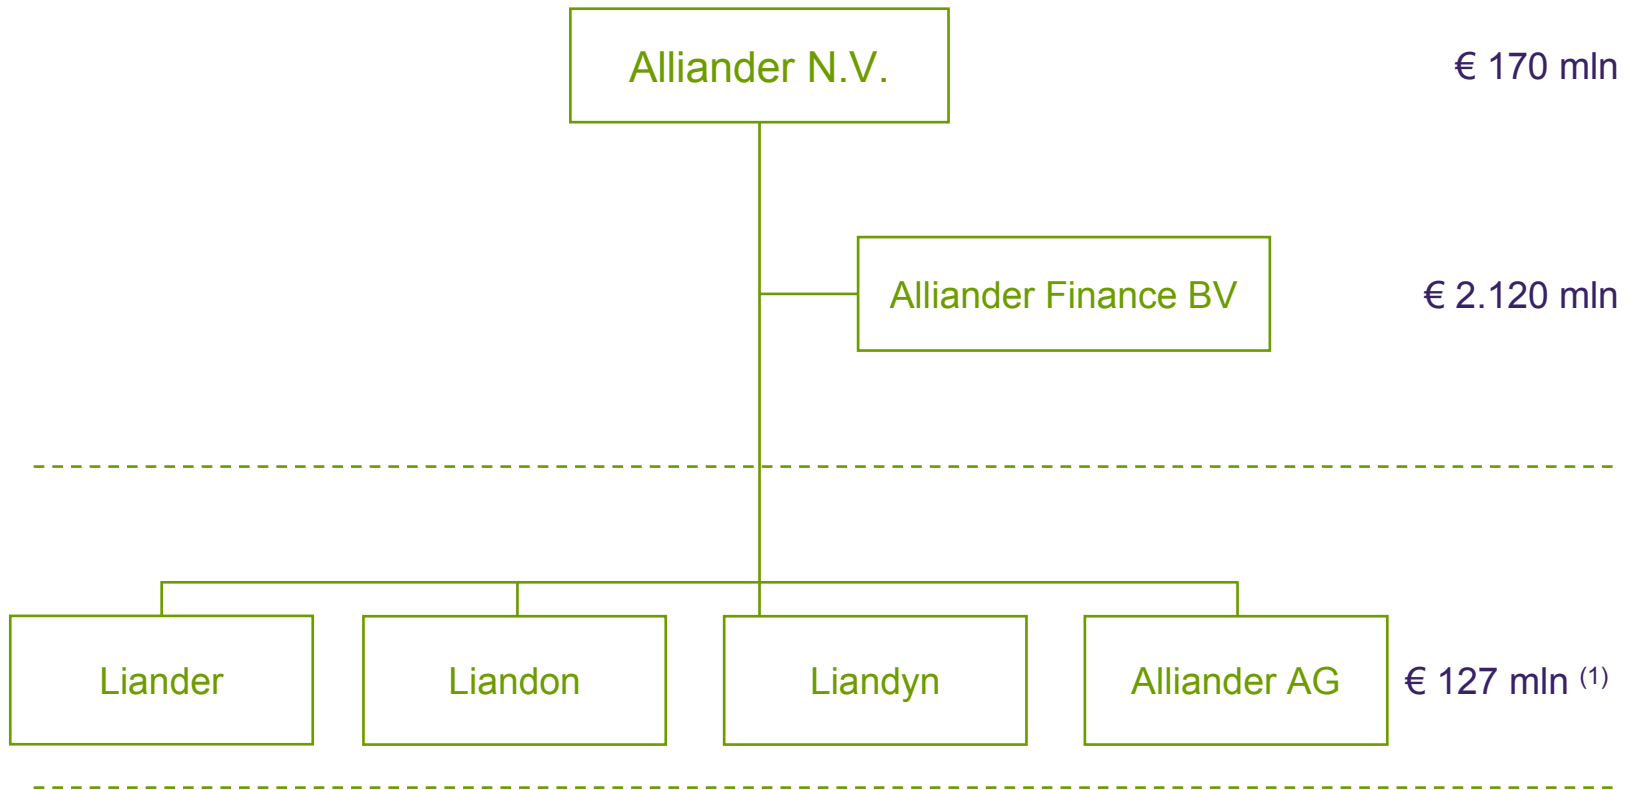 Alliander N.V.
€ 170 mln
Alliander Finance BV
€ 2.120 mln
Liander
Liandon
Liandyn
Alliander AG
€ 127 mln (1)